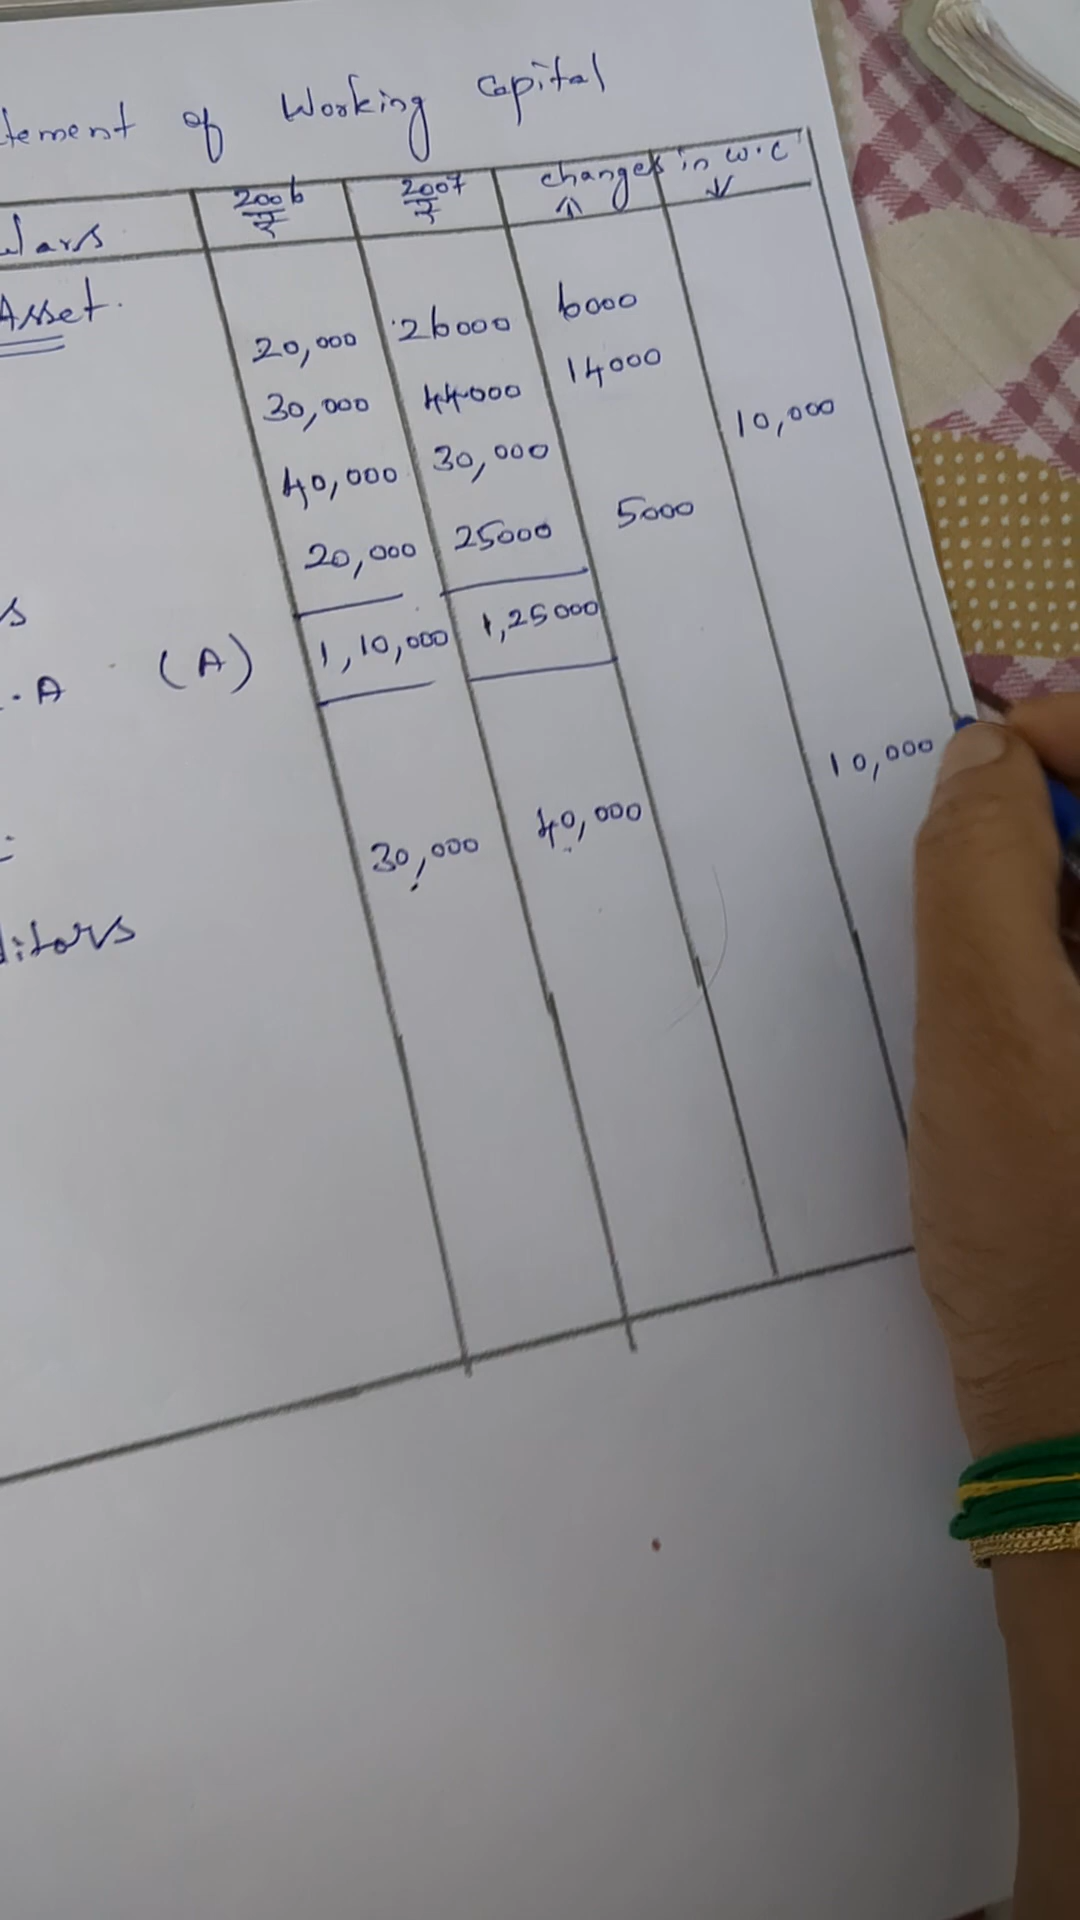 tement of Working Capital
ulars 2006 ₹ 2007 ₹ changes in w.c ↑ ↓
Asset.
20,000 26000 6000
30,000 44000 14000
40,000 30,000 10,000
20,000 25000 5000
s
.A (A) 1,10,000 1,25000
30,000 40,000 10,000
ditors